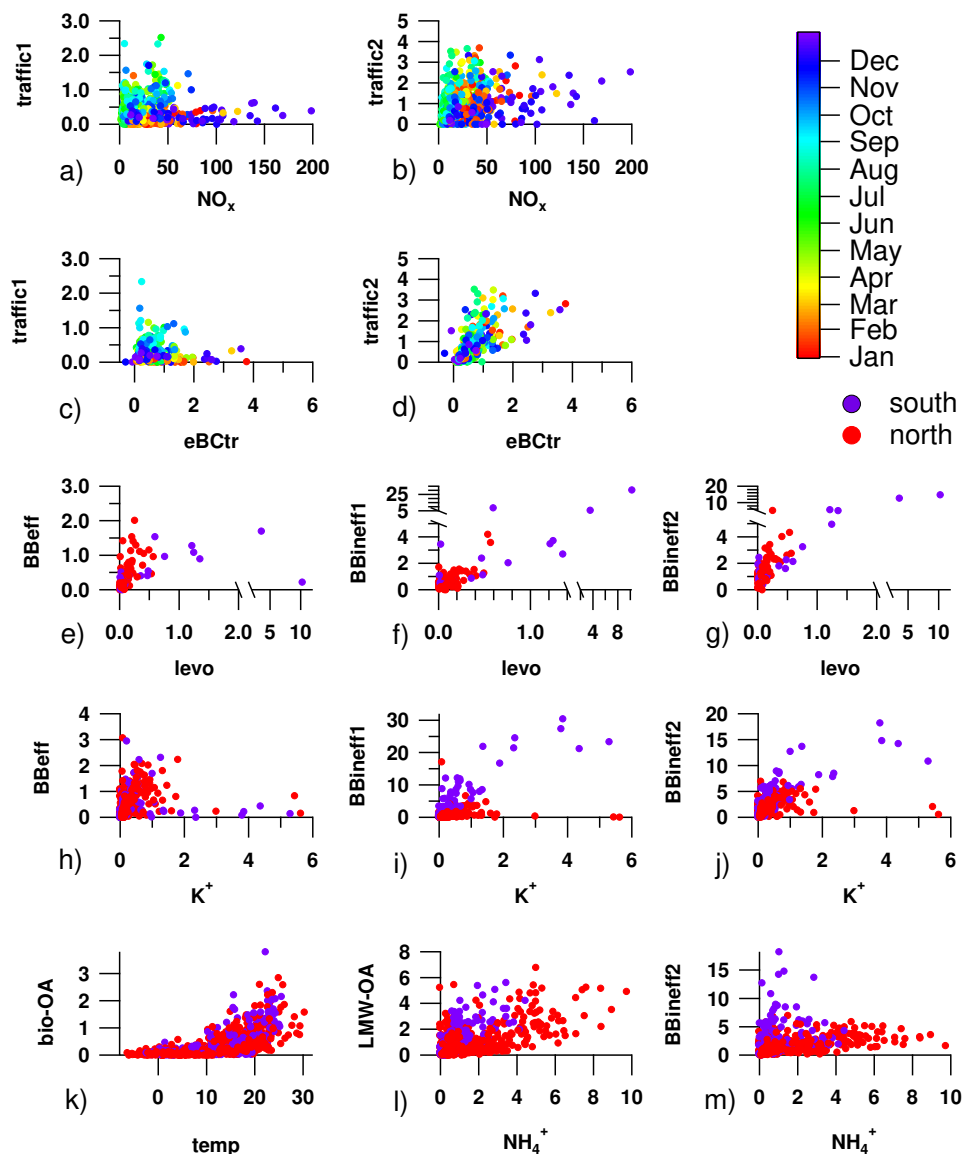 3.0
2.0
1.0
0.0
traffic1
0
50
100
150
200
a)
NOx
5
4
3
2
1
0
traffic2
0
50
100
150
200
b)
NOx
Dec
Nov
Oct
Sep
Aug
Jul
Jun
May
Apr
Mar
Feb
Jan
south
north
3.0
2.0
1.0
0.0
traffic1
0
2
4
6
c)
eBCtr
5
4
3
2
1
0
traffic2
0
2
4
6
d)
eBCtr
3.0
2.0
1.0
0.0
BBeff
0.0
1.0
2.0
5
10
e)
levo
25
5
4
2
0
BBineff1
0.0
1.0
4
8
f)
levo
20
10
4
2
0
BBineff2
0.0
1.0
2.0
5
10
g)
levo
4
3
2
1
0
BBeff
0
2
4
6
h)
K+
30
20
10
0
BBineff1
0
2
4
6
i)
K+
20
15
10
5
0
BBineff2
0
2
4
6
j)
K+
3
2
1
0
bio-OA
0
10
20
30
k)
temp
8
6
4
2
0
LMW-OA
0
2
4
6
8
10
l)
NH4+
15
10
5
0
BBineff2
0
2
4
6
8
10
m)
NH4+